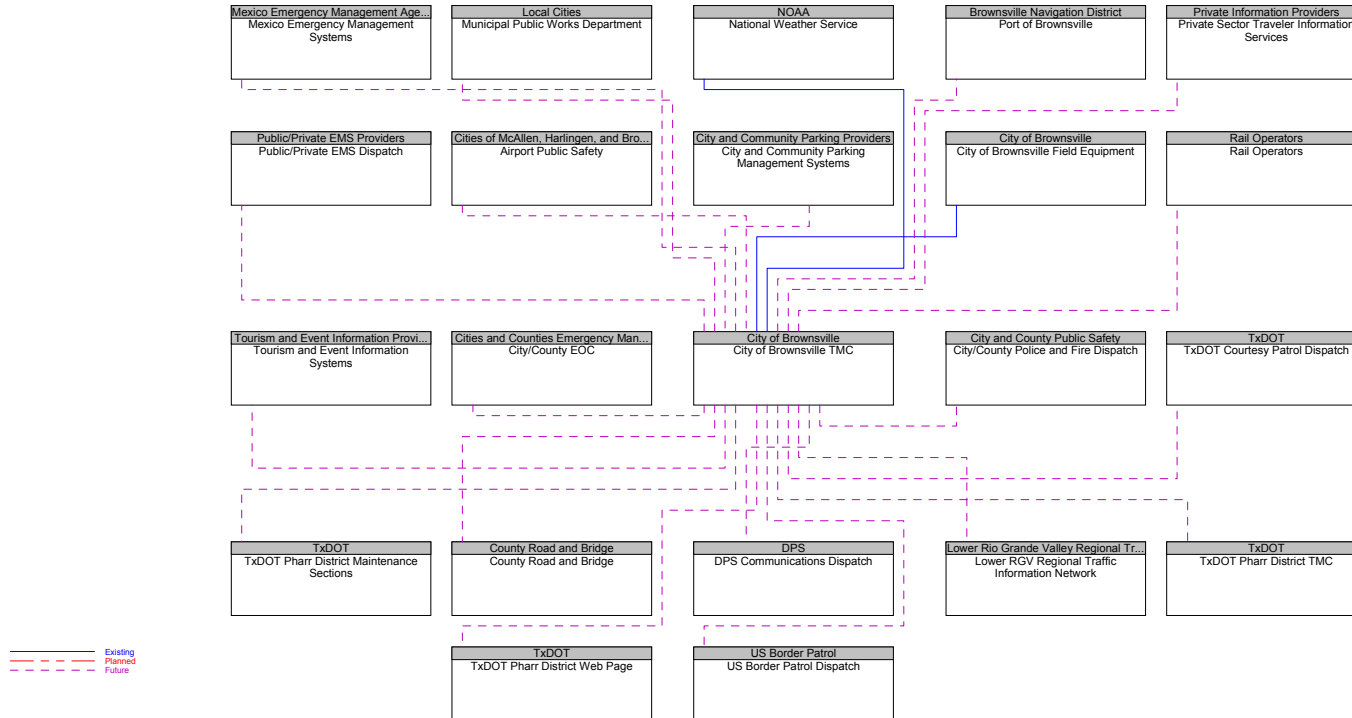 Mexico Emergency Management Age...
Mexico Emergency Management
Systems
Local Cities
Municipal Public Works Department
NOAA
National Weather Service
Brownsville Navigation District
Port of Brownsville
Private Information Providers
Private Sector Traveler Information
Services
Public/Private EMS Providers
Public/Private EMS Dispatch
Cities of McAllen, Harlingen, and Bro...
Airport Public Safety
City and Community Parking Providers
City and Community Parking
Management Systems
City of Brownsville
City of Brownsville Field Equipment
Rail Operators
Rail Operators
Tourism and Event Information Provi...
Tourism and Event Information
Systems
Cities and Counties Emergency Man...
City/County EOC
City of Brownsville
City of Brownsville TMC
City and County Public Safety
City/County Police and Fire Dispatch
TxDOT
TxDOT Courtesy Patrol Dispatch
TxDOT
TxDOT Pharr District Maintenance
Sections
County Road and Bridge
County Road and Bridge
DPS
DPS Communications Dispatch
Lower Rio Grande Valley Regional Tr...
Lower RGV Regional Traffic
Information Network
TxDOT
TxDOT Pharr District TMC
TxDOT
TxDOT Pharr District Web Page
US Border Patrol
US Border Patrol Dispatch
Existing
Planned
Future